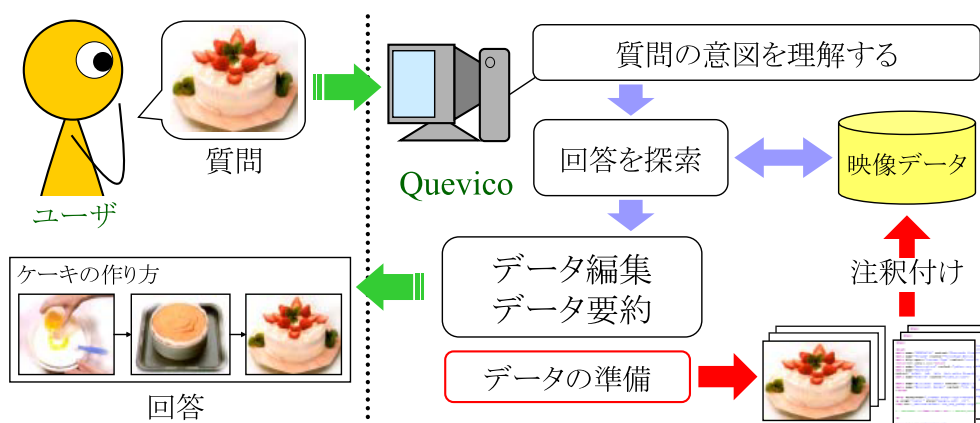 質問の意図を理解する
質問
回答を探索
映像データ
Quevico
ユーザ
ケーキの作り方
データ編集
データ要約
注釈付け
データの準備
回答